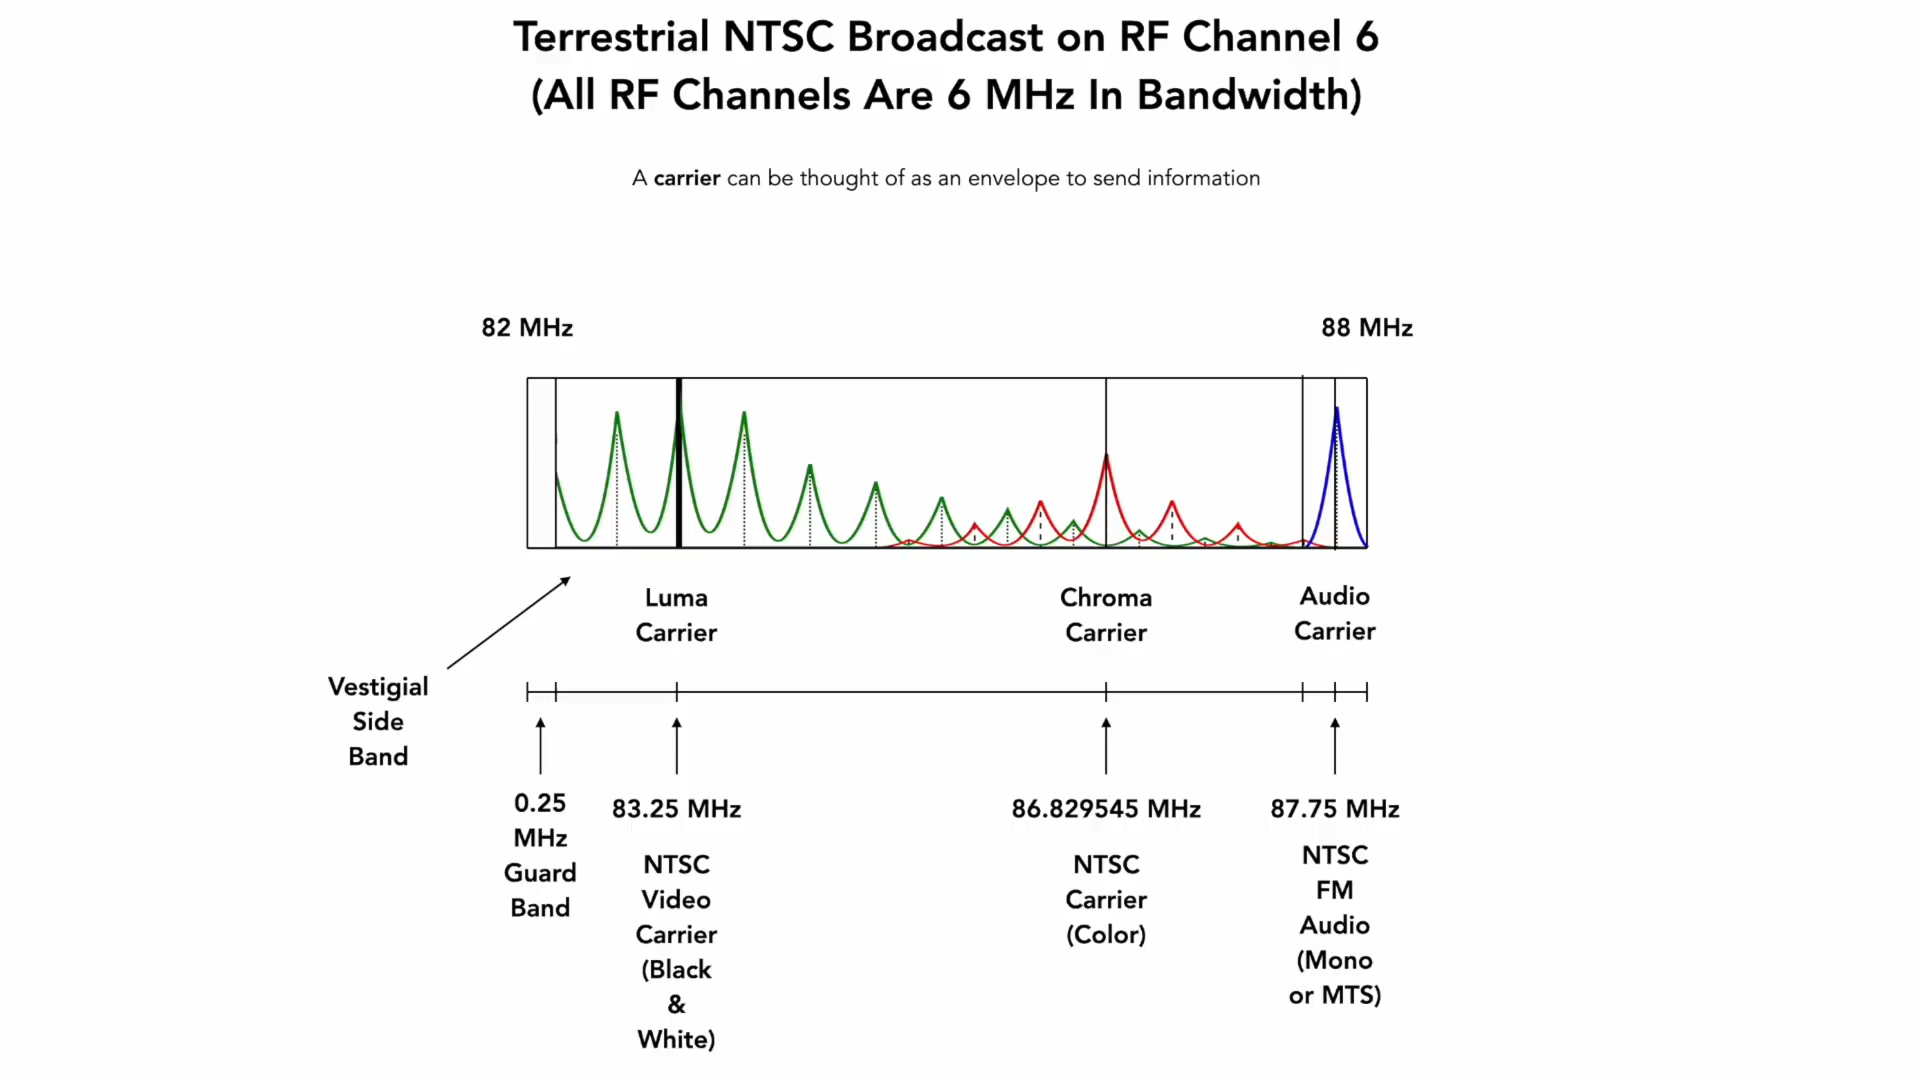 Terrestrial NTSC Broadcast on RF Channel 6
(All RF Channels Are 6 MHz In Bandwidth)
A carrier can be thought of as an envelope to send information
82 MHz
88 MHz
Luma
Carrier
Chroma
Carrier
Audio
Carrier
Vestigial
Side
Band
0.25
MHz
Guard
Band
83.25 MHz
NTSC
Video
Carrier
(Black
&
White)
86.829545 MHz
NTSC
Carrier
(Color)
87.75 MHz
NTSC
FM
Audio
(Mono
or MTS)